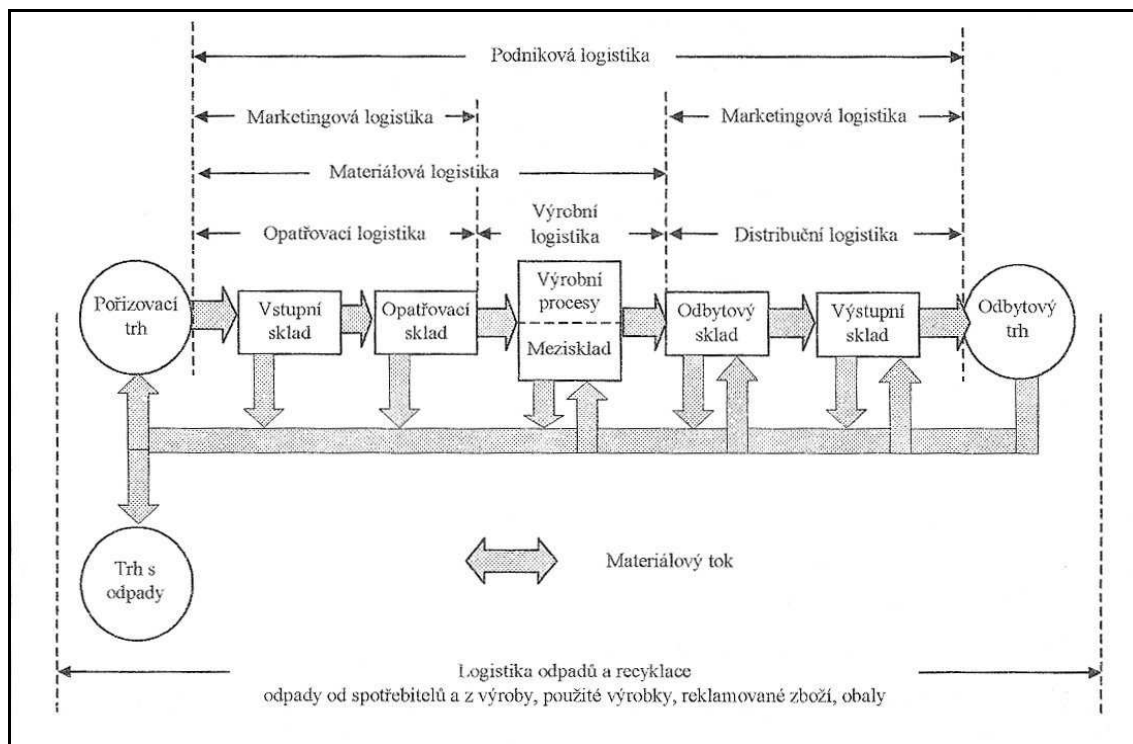 Podniková logistika
Marketingová logistika
Marketingová logistika
Materiálová logistika
Opatřovací logistika
Výrobní
logistika
Distribuční logistika
Pořizovací
trh
Vstupní
sklad
Opatřovací
sklad
Výrobní
procesy
Mezisklad
Odbytový
sklad
Výstupní
sklad
Odbytový
trh
Trh s
odpady
Materiálový tok
Logistika odpadů a recyklace
odpady od spotřebitelů a z výroby, použité výrobky, reklamované zboží, obaly